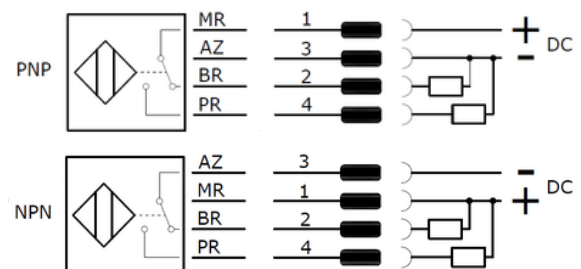 MR 1 +
AZ 3 - DC
PNP BR 2
PR 4
AZ 3 -
MR 1 + DC
NPN BR 2
PR 4